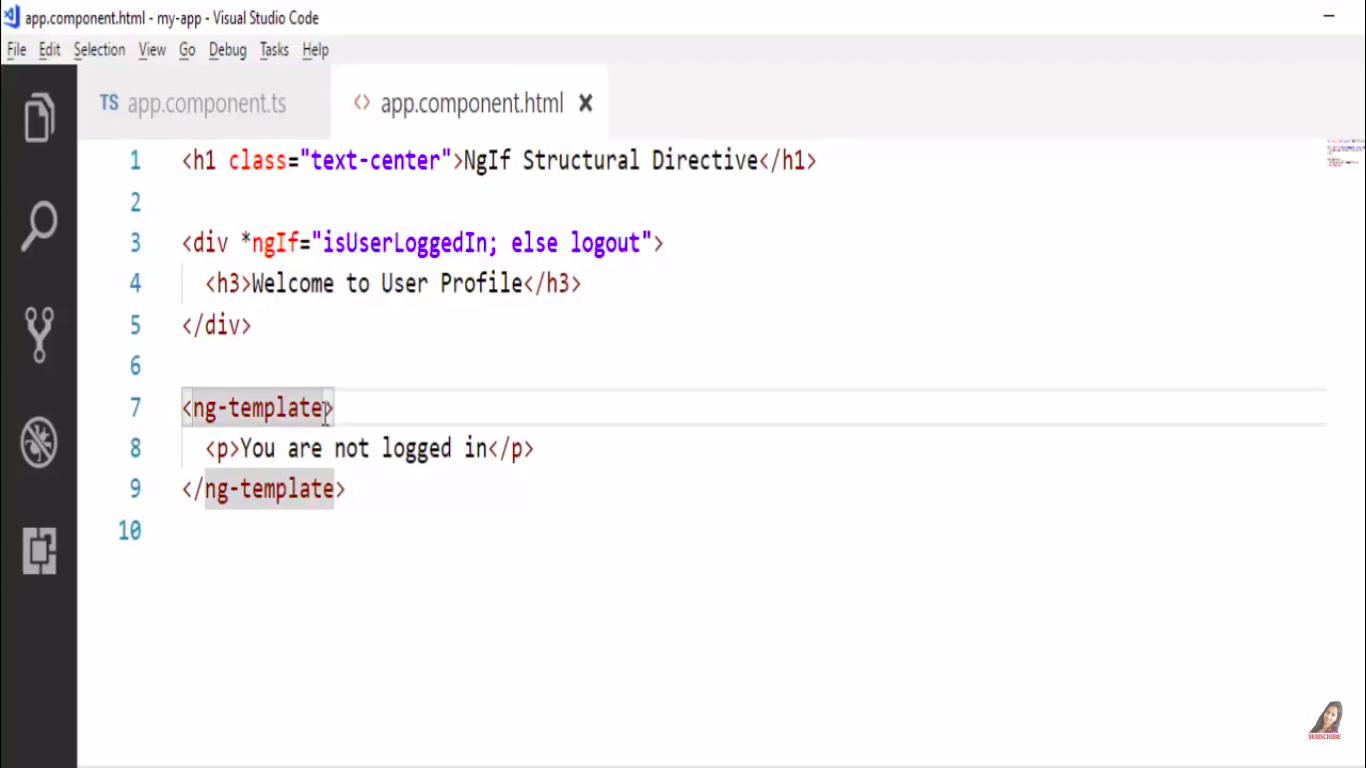 app.component.html - my-app - Visual Studio Code
File Edit Selection View Go Debug Tasks Help
TS app.component.ts <> app.component.html
1 <h1 class="text-center">NgIf Structural Directive</h1>
2
3 <div *ngIf="isUserLoggedIn; else logout">
4 <h3>Welcome to User Profile</h3>
5 </div>
6
7 <ng-template>
8 <p>You are not logged in</p>
9 </ng-template>
10
SUBSCRIBE